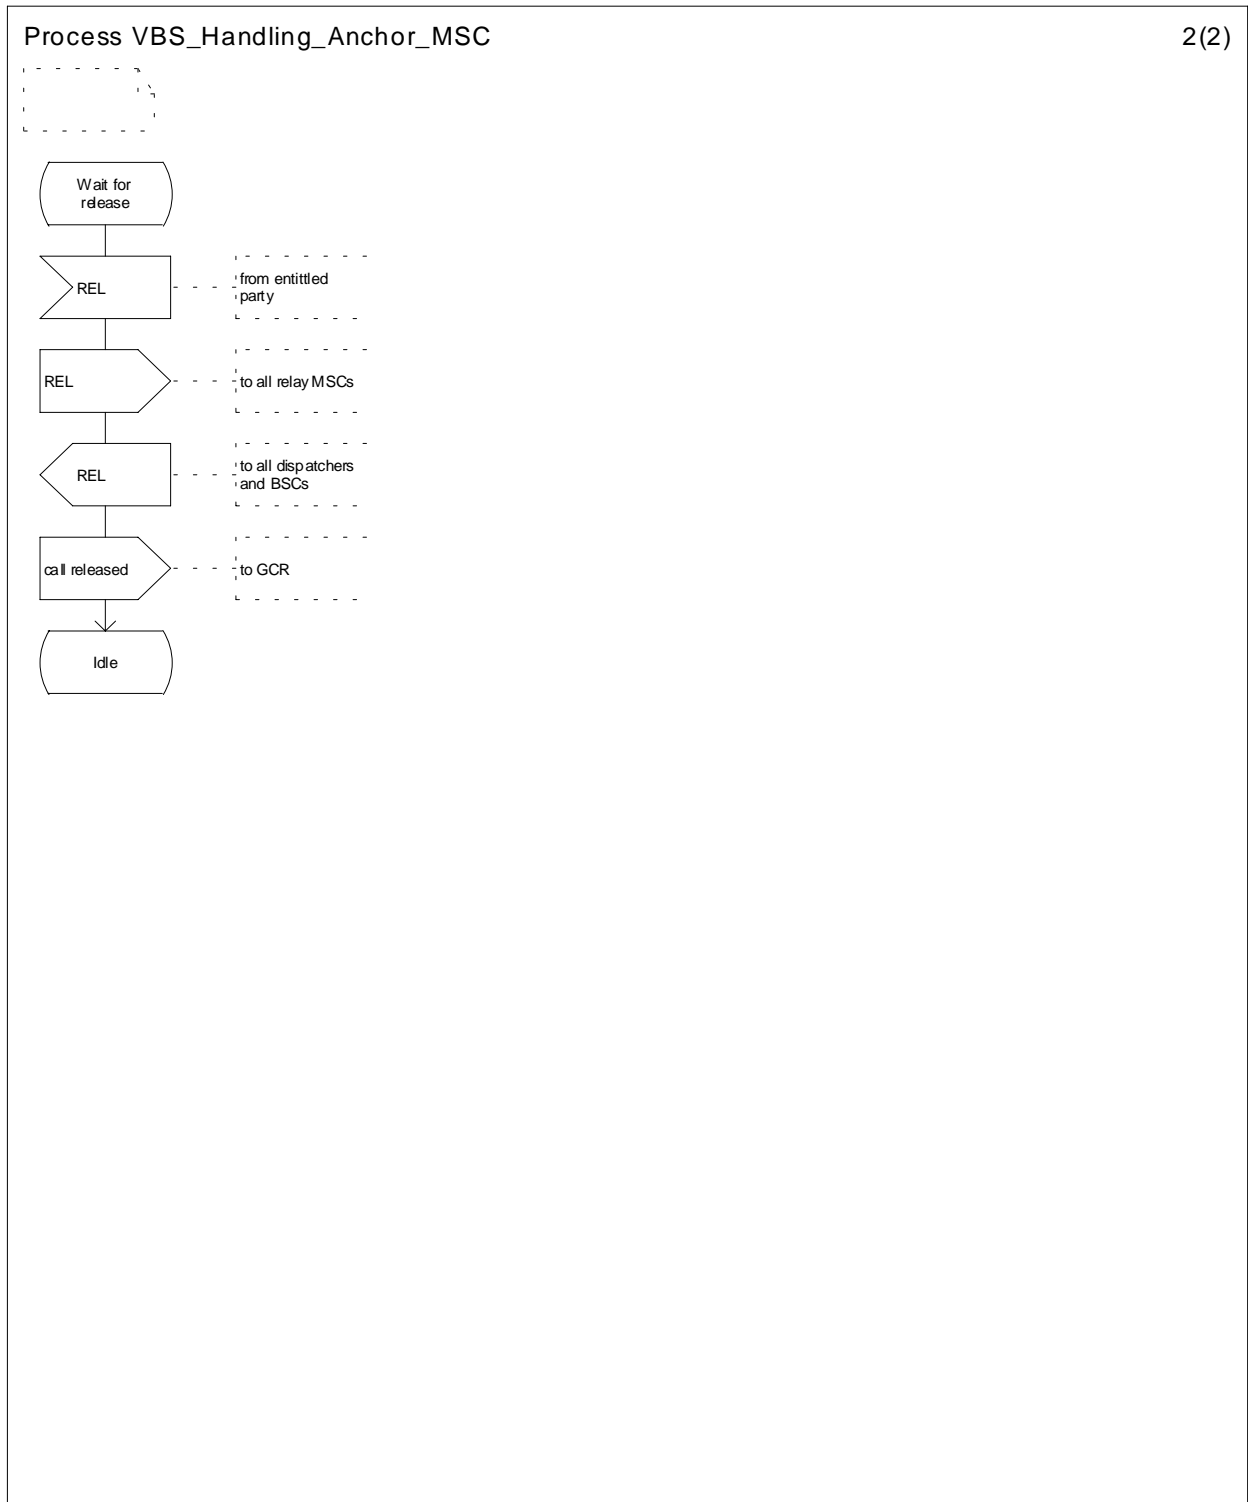 Process VBS_Handling_Anchor_MSC 2(2)
Wait for
release
REL
from entittled
party
REL
to all relay MSCs
REL
to all dispatchers
and BSCs
call released
to GCR
Idle